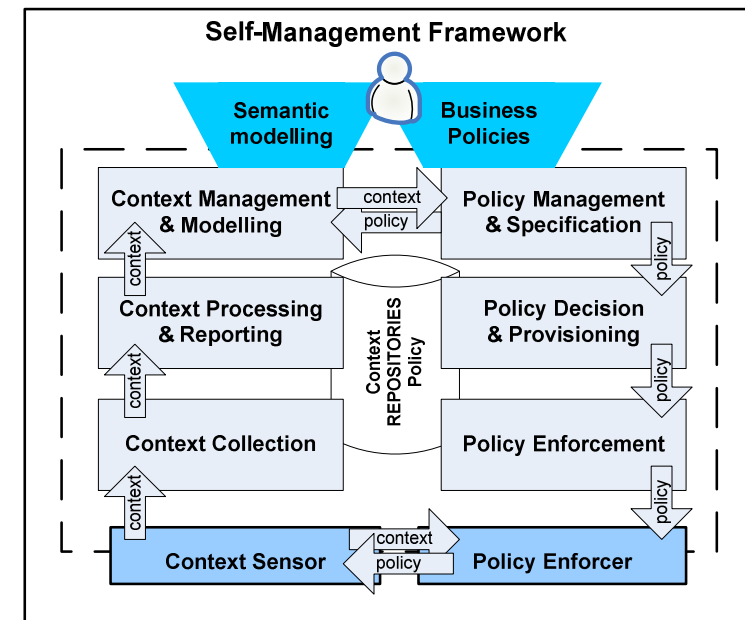 Self-Management Framework
Semantic
modelling
Business
Policies
Context Management
& Modelling
context
policy
Policy Management
& Specification
context
policy
Context Processing
& Reporting
Context
REPOSITORIES
Policy
Policy Decision
& Provisioning
context
policy
Context Collection
Policy Enforcement
context
policy
Context Sensor
context
policy
Policy Enforcer